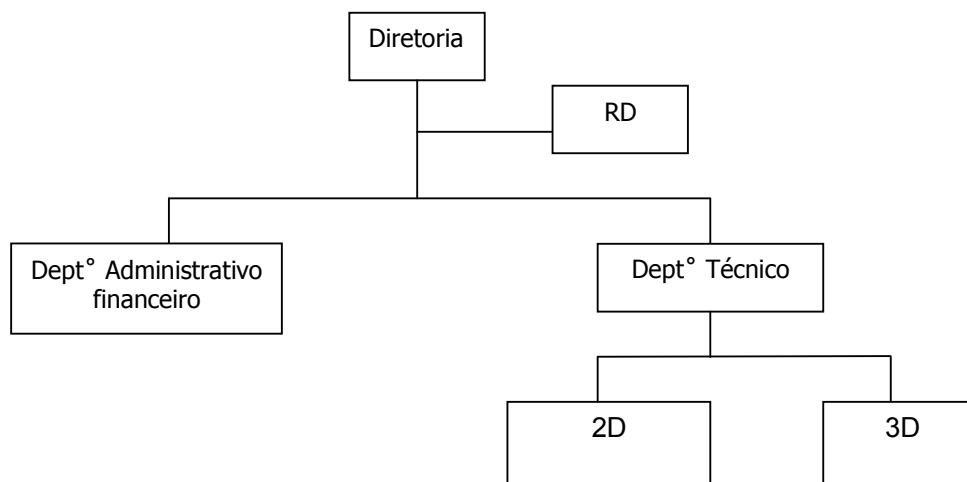 Diretoria
RD
Dept° Administrativo
financeiro
Dept° Técnico
2D
3D